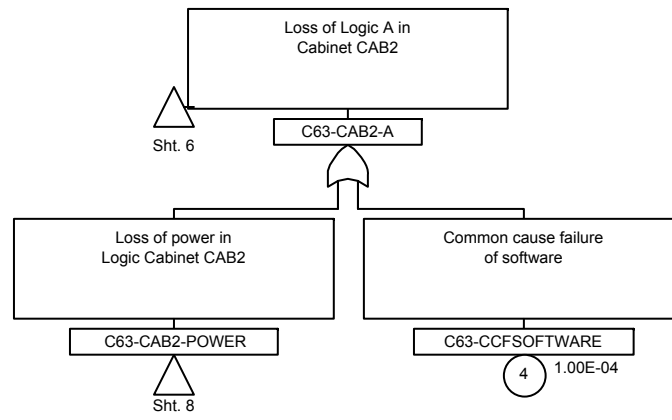 Loss of Logic A in
Cabinet CAB2
Sht. 6
C63-CAB2-A
Loss of power in
Logic Cabinet CAB2
C63-CAB2-POWER
Sht. 8
Common cause failure
of software
C63-CCFSOFTWARE
4
1.00E-04